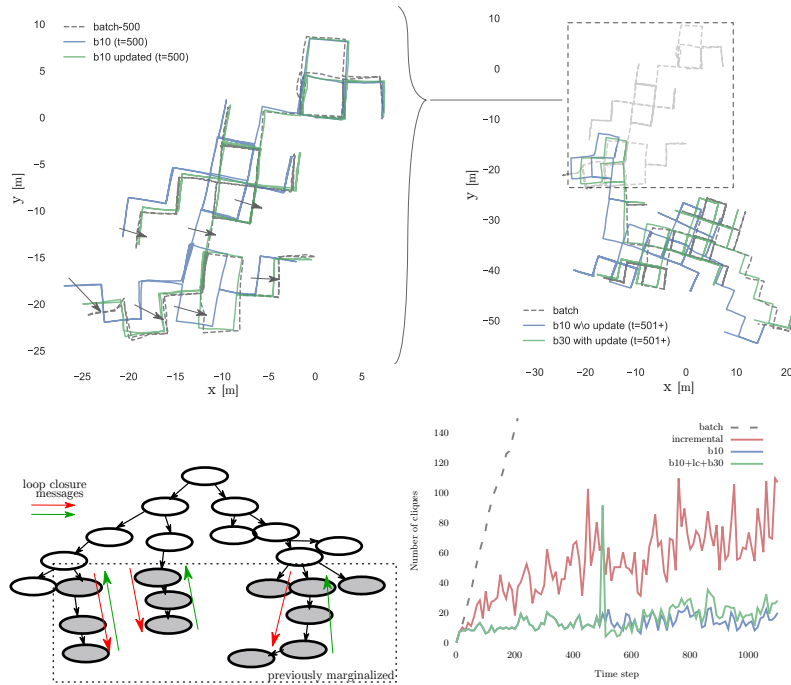 batch-500
b10 (t=500)
b10 updated (t=500)
10
5
0
−5
−10
−15
−20
−25
y [m]
−25
−20
−15
−10
−5
0
5
x [m]
10
0
−10
−20
−30
−40
−50
y [m]
batch
b10 w\o update (t=501+)
b30 with update (t=501+)
−30
−20
−10
0
10
20
x [m]
loop closure
messages
previously marginalized
batch
incremental
b10
b10+lc+b30
140
120
100
80
60
40
20
0
Number of cliques
0
200
400
600
800
1000
Time step